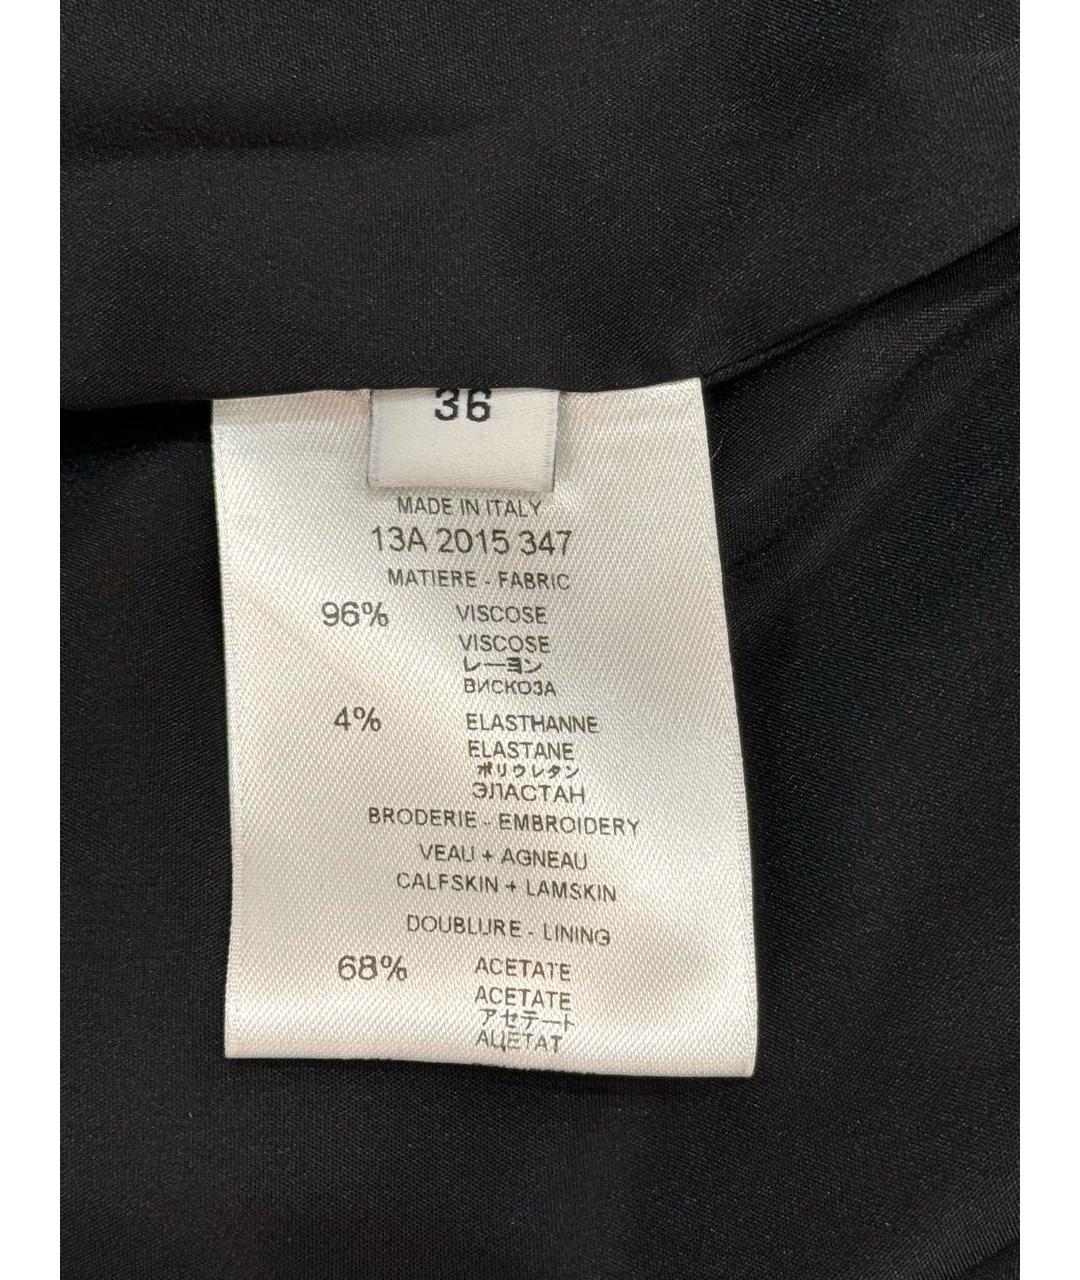 36
MADE IN ITALY
13A 2015 347
MATIERE - FABRIC
96% VISCOSE
VISCOSE
レーヨン
ВИСКОЗА
4% ELASTHANNE
ELASTANE
ポリウレタン
ЭЛАСТАН
BRODERIE - EMBROIDERY
VEAU + AGNEAU
CALFSKIN + LAMSKIN
DOUBLURE - LINING
68% ACETATE
ACETATE
アセテート
АЦЕТАТ